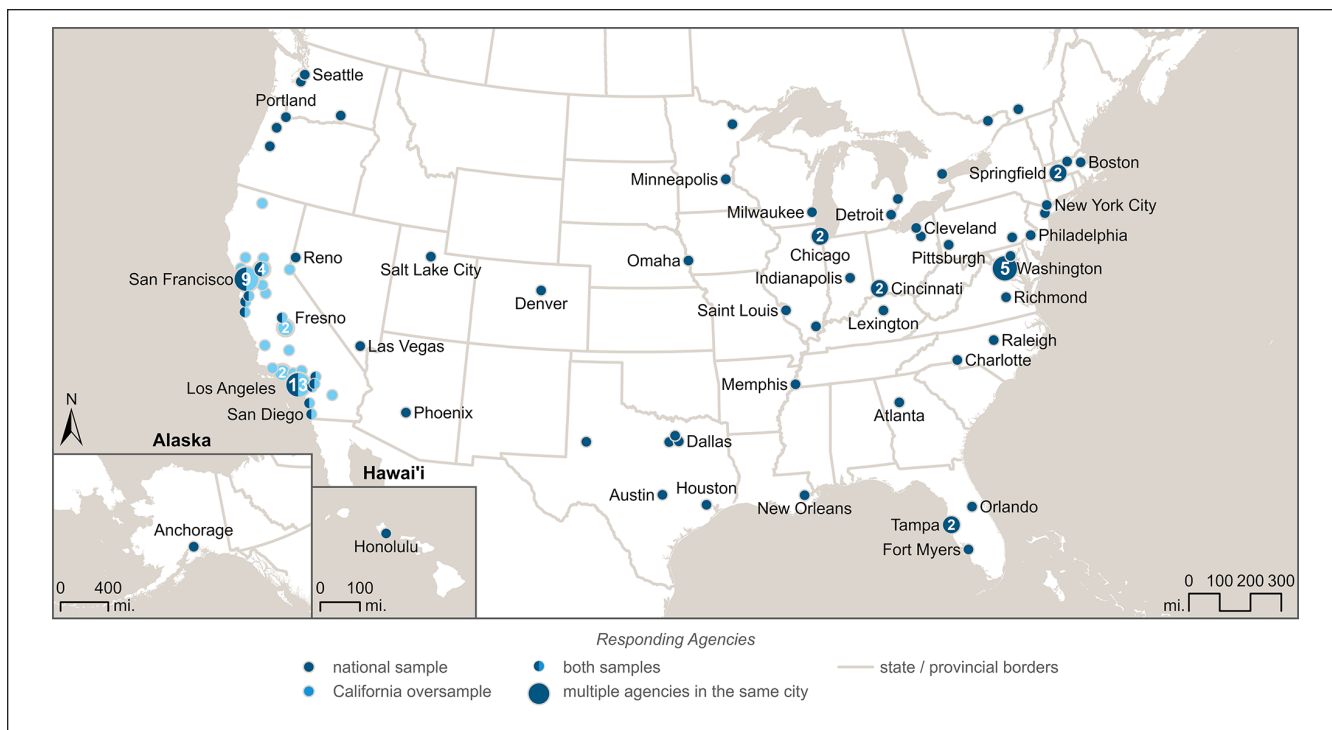 Seattle
Portland
Minneapolis
Springfield
2
Boston
Milwaukee
Detroit
New York City
2
Chicago
Cleveland
Philadelphia
Reno
Salt Lake City
Omaha
Pittsburgh
5
Washington
4
San Francisco
9
Indianapolis
2
Cincinnati
Denver
Richmond
Saint Louis
Lexington
Fresno
2
Las Vegas
Raleigh
Charlotte
2
Los Angeles
13
Memphis
San Diego
Phoenix
Atlanta
N
Dallas
Alaska
Hawai'i
Austin
Houston
New Orleans
Orlando
Tampa
2
Fort Myers
Anchorage
Honolulu
0 400
mi.
0 100
mi.
0 100 200 300
mi.
Responding Agencies
national sample
both samples
state / provincial borders
California oversample
multiple agencies in the same city